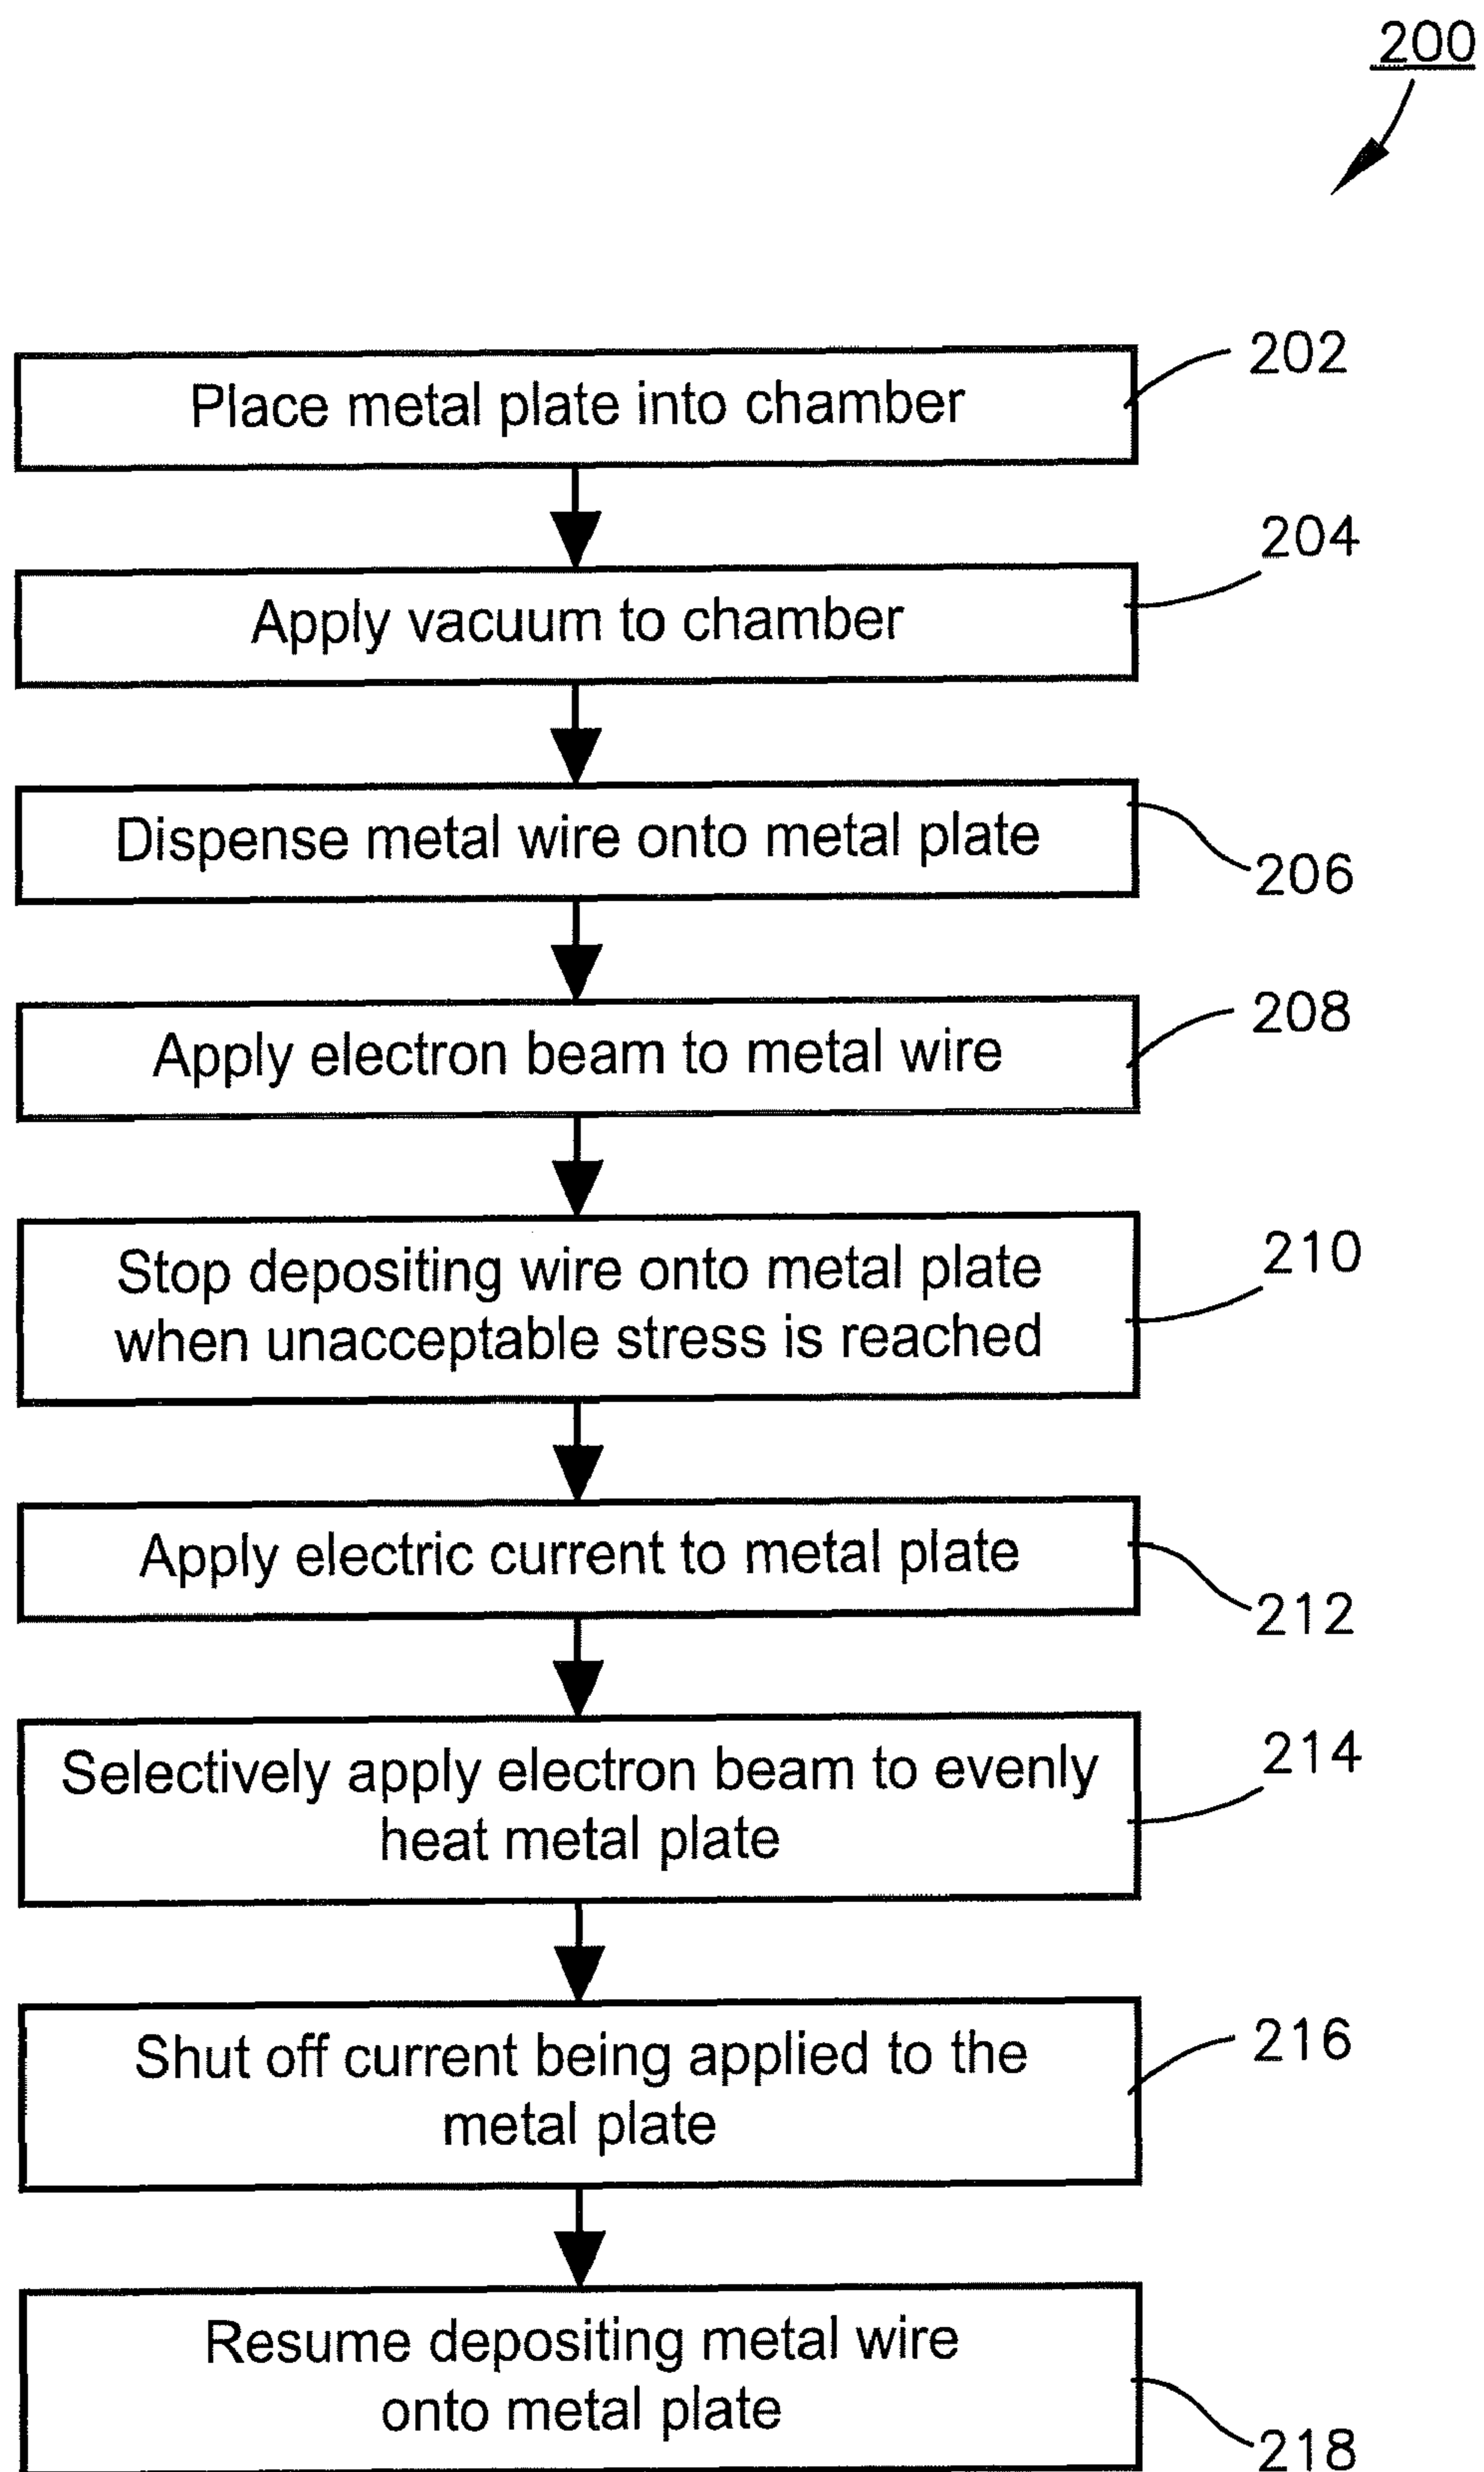 200
Place metal plate into chamber
202
Apply vacuum to chamber
204
Dispense metal wire onto metal plate
206
Apply electron beam to metal wire
208
Stop depositing wire onto metal plate
when unacceptable stress is reached
210
Apply electric current to metal plate
212
Selectively apply electron beam to evenly
heat metal plate
214
Shut off current being applied to the
metal plate
216
Resume depositing metal wire
onto metal plate
218